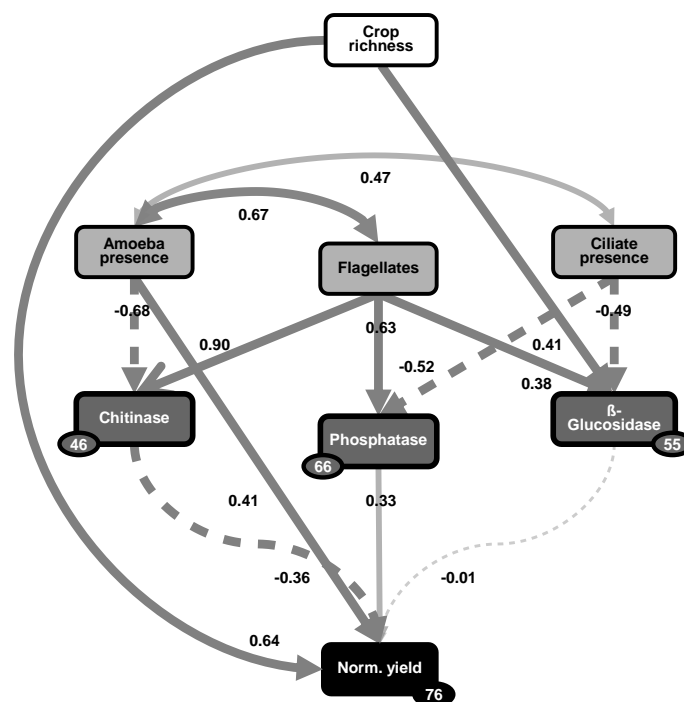 Crop
richness
0.47
0.67
Amoeba
presence
Flagellates
Ciliate
presence
-0.68
0.63
-0.49
0.90
0.41
-0.52
0.38
Chitinase
46
Phosphatase
66
ß-
Glucosidase
55
0.41
0.33
-0.36
-0.01
0.64
Norm. yield
76